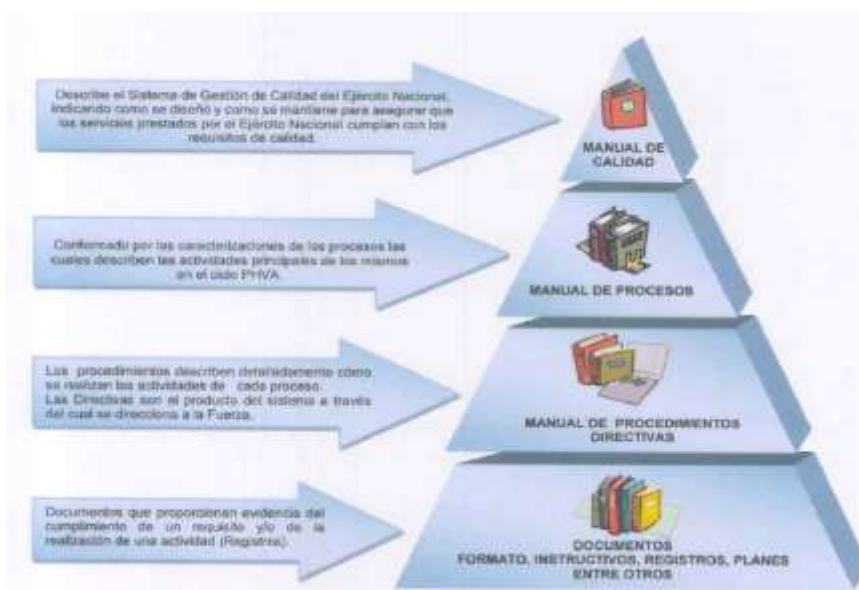 Describe el Sistema de Gestión de Calidad del Ejército Nacional,
indicando como se diseñó y como se mantiene para asegurar que
los servicios prestados por el Ejército Nacional cumplan con los
requisitos de calidad.
MANUAL DE
CALIDAD
Conformado por las caracterizaciones de los procesos las
cuales describen las actividades principales de los mismos
en el ciclo PHVA.
MANUAL DE PROCESOS
Los procedimientos describen detalladamente cómo
se realizan las actividades de cada proceso.
Las Directivas son el producto del sistema a través
del cual se direcciona a la Fuerza.
MANUAL DE PROCEDIMIENTOS
DIRECTIVAS
Documentos que proporcionan evidencia del
cumplimiento de un requisito y/o de la
realización de una actividad (Registros).
DOCUMENTOS
FORMATO, INSTRUCTIVOS, REGISTROS, PLANES
ENTRE OTROS